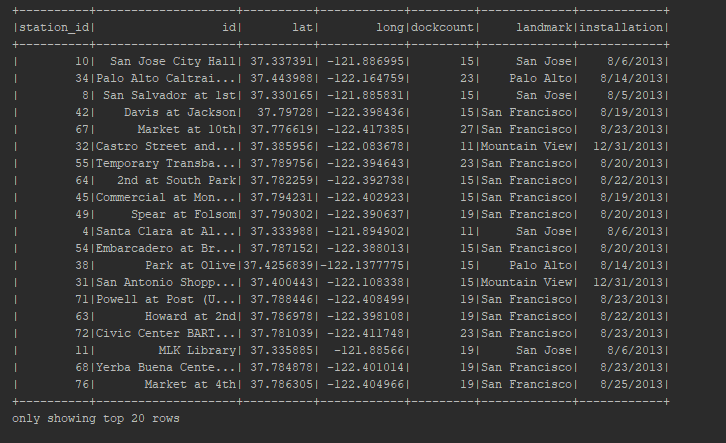 +----------+--------------------+----------+------------+---------+-------------+------------+
|station_id|                  id|       lat|        long|dockcount|     landmark|installation|
+----------+--------------------+----------+------------+---------+-------------+------------+
|        10|  San Jose City Hall| 37.337391| -121.886995|       15|     San Jose|    8/6/2013|
|        34|Palo Alto Caltrai...| 37.443988| -122.164759|       23|    Palo Alto|   8/14/2013|
|         8| San Salvador at 1st| 37.330165| -121.885831|       15|     San Jose|    8/5/2013|
|        42|    Davis at Jackson|  37.79728| -122.398436|       15|San Francisco|   8/19/2013|
|        67|      Market at 10th| 37.776619| -122.417385|       27|San Francisco|   8/23/2013|
|        32|Castro Street and...| 37.385956| -122.083678|       11|Mountain View|  12/31/2013|
|        55|Temporary Transba...| 37.789756| -122.394643|       23|San Francisco|   8/20/2013|
|        64|   2nd at South Park| 37.782259| -122.392738|       15|San Francisco|   8/22/2013|
|        45|Commercial at Mon...| 37.794231| -122.402923|       15|San Francisco|   8/19/2013|
|        49|     Spear at Folsom| 37.790302| -122.390637|       19|San Francisco|   8/20/2013|
|         4|Santa Clara at Al...| 37.333988| -121.894902|       11|     San Jose|    8/6/2013|
|        54|Embarcadero at Br...| 37.787152| -122.388013|       15|San Francisco|   8/20/2013|
|        38|       Park at Olive|37.4256839|-122.1377775|       15|    Palo Alto|   8/14/2013|
|        31|San Antonio Shopp...| 37.400443| -122.108338|       15|Mountain View|  12/31/2013|
|        71|Powell at Post (U...| 37.788446| -122.408499|       19|San Francisco|   8/23/2013|
|        63|       Howard at 2nd| 37.786978| -122.398108|       19|San Francisco|   8/22/2013|
|        72|Civic Center BART...| 37.781039| -122.411748|       23|San Francisco|   8/23/2013|
|        11|         MLK Library| 37.335885|  -121.88566|       19|     San Jose|    8/6/2013|
|        68|Yerba Buena Cente...| 37.784878| -122.401014|       19|San Francisco|   8/23/2013|
|        76|       Market at 4th| 37.786305| -122.404966|       19|San Francisco|   8/25/2013|
+----------+--------------------+----------+------------+---------+-------------+------------+
only showing top 20 rows